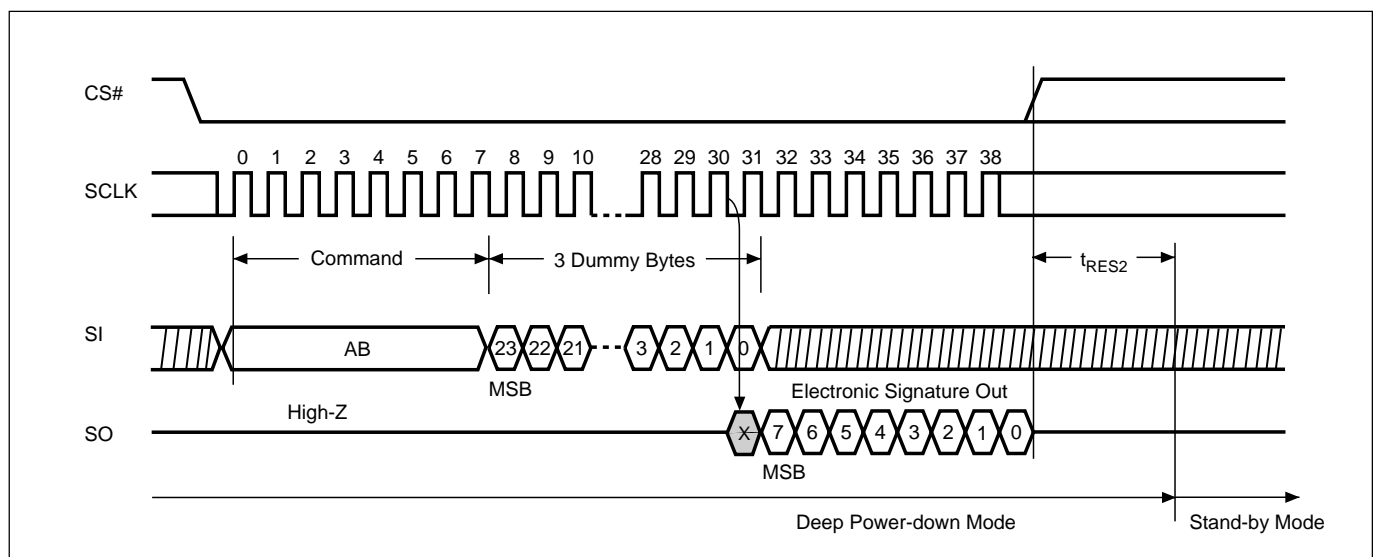 CS#
0 1 2 3 4 5 6 7 8 9 10 28 29 30 31 32 33 34 35 36 37 38
SCLK
Command
3 Dummy Bytes
tRES2
SI
AB
23 22 21 3 2 1 0
MSB
Electronic Signature Out
High-Z
SO
X 7 6 5 4 3 2 1 0
MSB
Deep Power-down Mode
Stand-by Mode